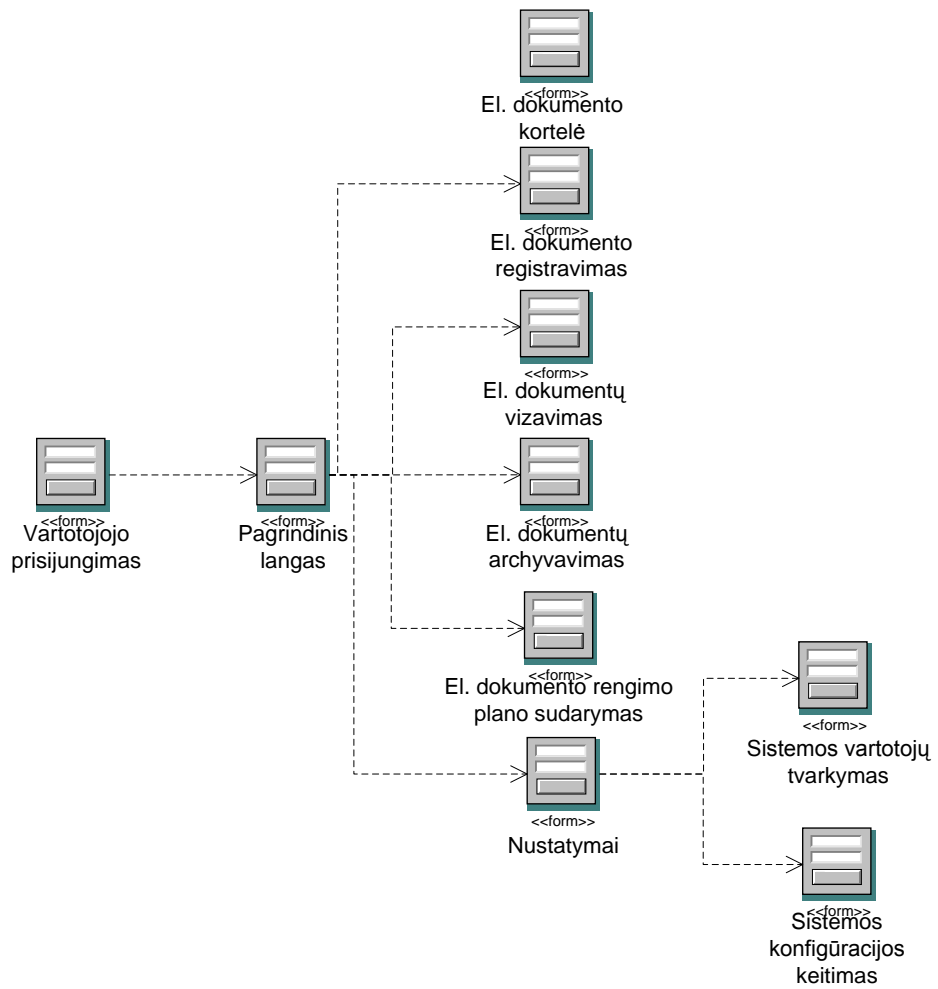 <<form>>
El. dokumento
kortelė
<<form>>
El. dokumento
registravimas
<<form>>
El. dokumentų
vizavimas
<<form>>
Vartotojojo
prisijungimas
<<form>>
Pagrindinis
langas
<<form>>
El. dokumentų
archyvavimas
<<form>>
El. dokumento rengimo
plano sudarymas
<<form>>
Sistemos vartotojų
tvarkymas
<<form>>
Nustatymai
<<form>>
Sistemos
konfigūracijos
keitimas